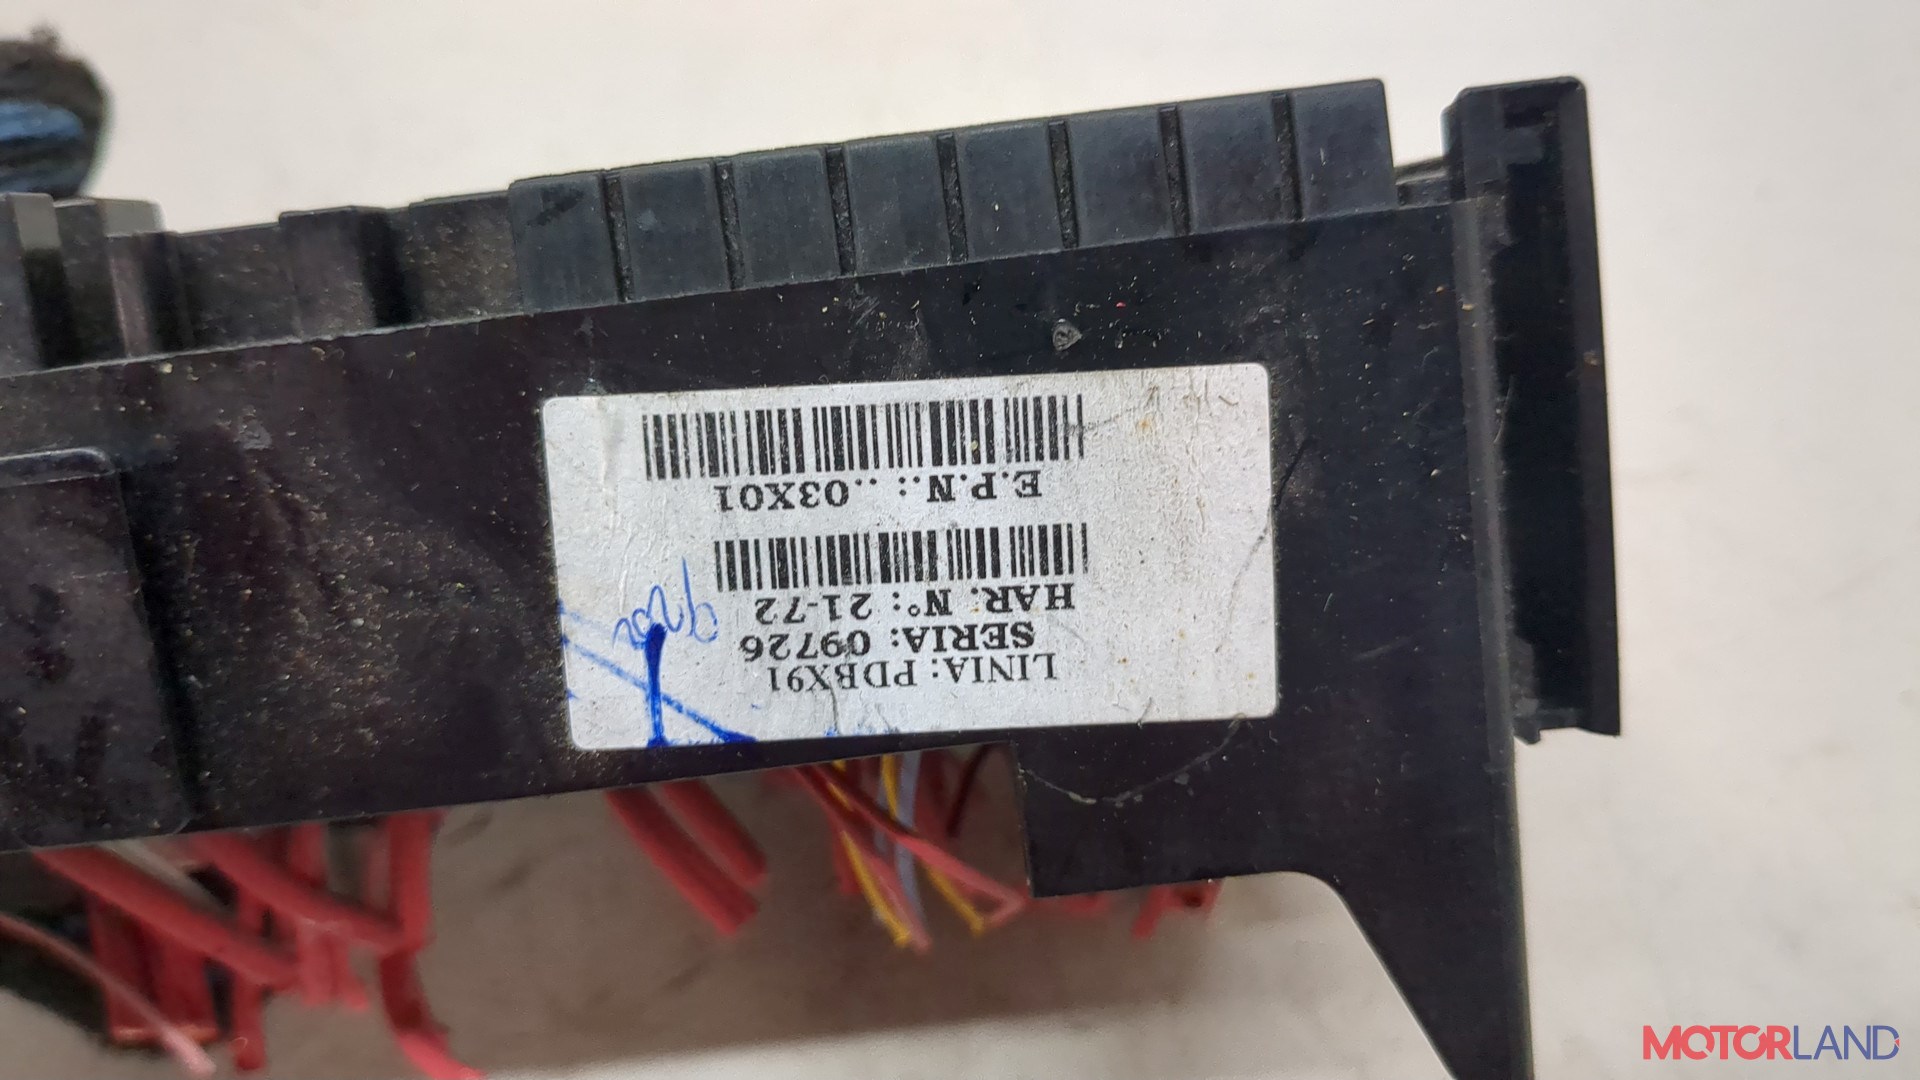 LINIA: PDBX91
SERIA: 09726
HAR. N°: 21-72
E.P.N.: ..03X01
MOTORLAND